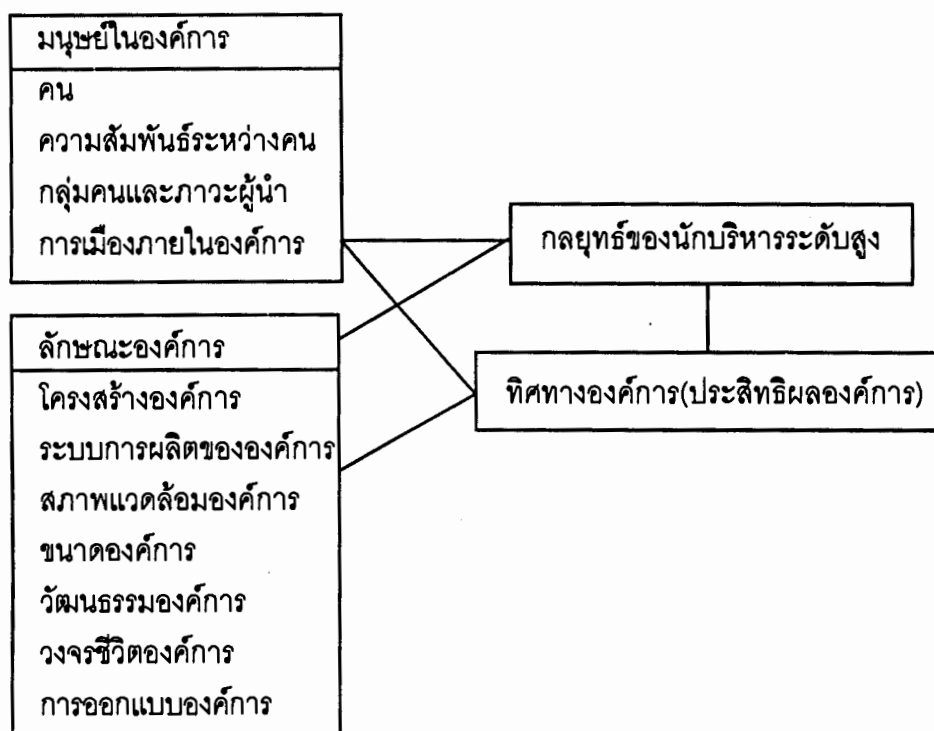 มนุษย์ในองค์การ
คน
ความสัมพันธ์ระหว่างคน
กลุ่มคนและภาวะผู้นำ
การเมืองภายในองค์การ
กลยุทธ์ของนักบริหารระดับสูง
ทิศทางองค์การ(ประสิทธิผลองค์การ)
ลักษณะองค์การ
โครงสร้างองค์การ
ระบบการผลิตขององค์การ
สภาพแวดล้อมองค์การ
ขนาดองค์การ
วัฒนธรรมองค์การ
วงจรชีวิตองค์การ
การออกแบบองค์การ